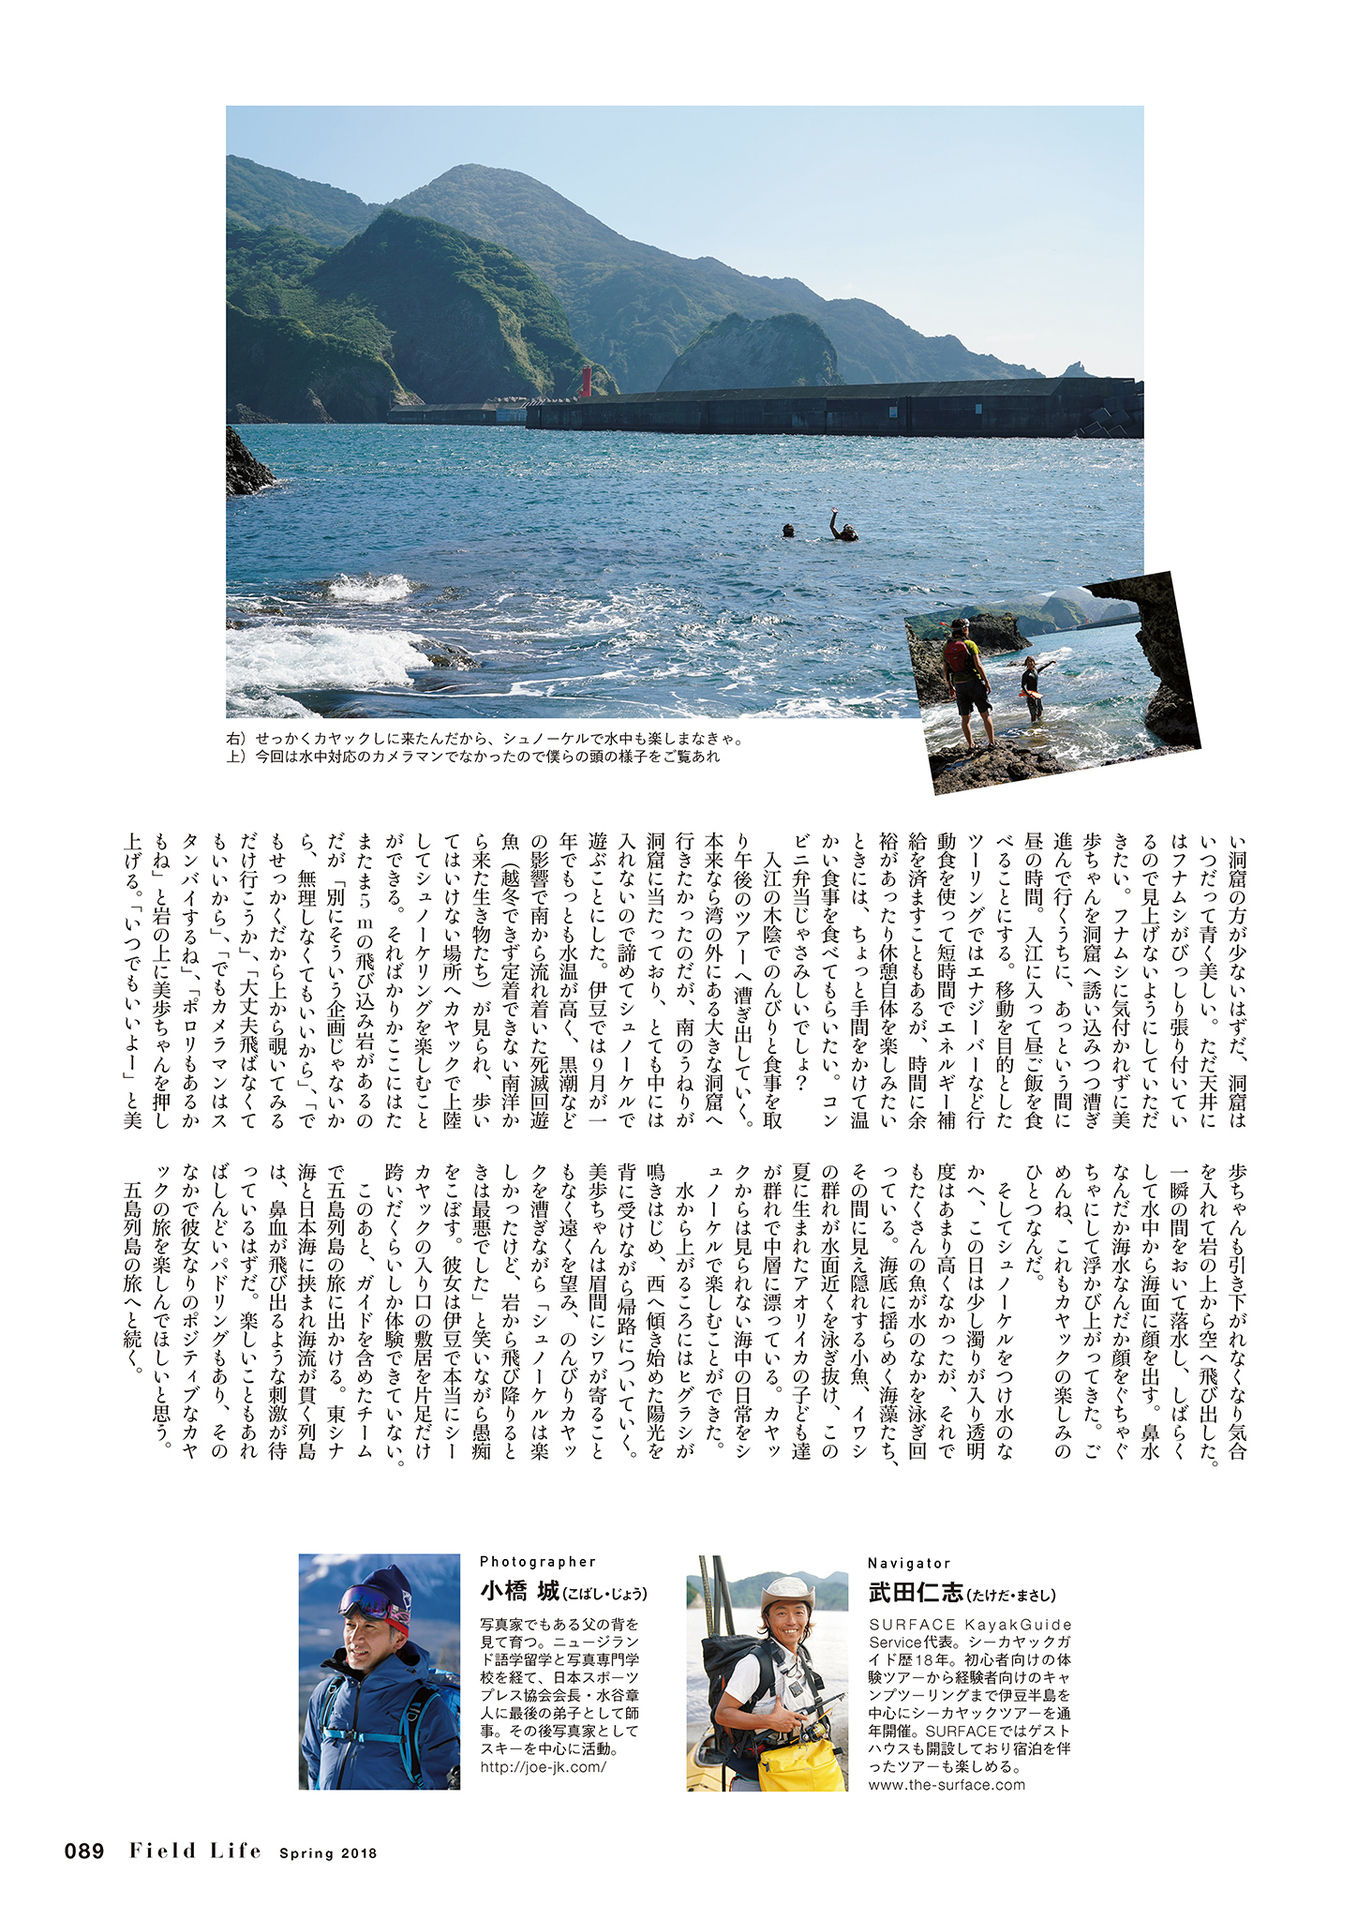 右）せっかくカヤックしに来たんだから、シュノーケルで水中も楽しまなきゃ。
上）今回は水中対応のカメラマンでなかったので僕らの頭の様子をご覧あれ
い洞窟の方が少ないはずだ、洞窟は
いつだって青く美しい。ただ天井に
はフナムシがびっしり張り付いてい
るので見上げないようにしていただ
きたい。フナムシに気付かれずに美
歩ちゃんを洞窟へ誘い込みつつ漕ぎ
進んで行くうちに、あっという間に
昼の時間。入江に入って昼ご飯を食
べることにする。移動を目的とした
ツーリングではエナジーバーなど行
動食を使って短時間でエネルギー補
給を済ますこともあるが、時間に余
裕があったり休憩自体を楽しみたい
ときには、ちょっと手間をかけて温
かい食事を食べてもらいたい。コン
ビニ弁当じゃさみしいでしょ？
入江の木陰でのんびりと食事を取
り午後のツアーへ漕ぎ出していく。
本来なら湾の外にある大きな洞窟へ
行きたかったのだが、南のうねりが
洞窟に当たっており、とても中には
入れないので諦めてシュノーケルで
遊ぶことにした。伊豆では９月が一
年でもっとも水温が高く、黒潮など
の影響で南から流れ着いた死滅回遊
魚（越冬できず定着できない南洋か
ら来た生き物たち）が見られ、歩い
てはいけない場所へカヤックで上陸
してシュノーケリングを楽しむこと
ができる。そればかりかここにはた
またま５ｍの飛び込み岩があるの
だが「別にそういう企画じゃないか
ら、無理しなくてもいいから」、「で
もせっかくだから上から覗いてみる
だけ行こうか」、「大丈夫飛ばなくて
もいいから」、「でもカメラマンはス
タンバイするね」、「ポロリもあるか
もね」と岩の上に美歩ちゃんを押し
上げる。「いつでもいいよー」と美
歩ちゃんも引き下がれなくなり気合
を入れて岩の上から空へ飛び出した。
一瞬の間をおいて落水し、しばらく
して水中から海面に顔を出す。鼻水
なんだか海水なんだか顔をぐちゃぐ
ちゃにして浮かび上がってきた。ご
めんね、これもカヤックの楽しみの
ひとつなんだ。
そしてシュノーケルをつけ水のな
かへ、この日は少し濁りが入り透明
度はあまり高くなかったが、それで
もたくさんの魚が水のなかを泳ぎ回
っている。海底に揺らめく海藻たち、
その間に見え隠れする小魚、イワシ
の群れが水面近くを泳ぎ抜け、この
夏に生まれたアオリイカの子ども達
が群れで中層に漂っている。カヤッ
クからは見られない海中の日常をシ
ュノーケルで楽しむことができた。
水から上がるころにはヒグラシが
鳴きはじめ、西へ傾き始めた陽光を
背に受けながら帰路についていく。
美歩ちゃんは眉間にシワが寄ること
もなく遠くを望み、のんびりカヤッ
クを漕ぎながら「シュノーケルは楽
しかったけど、岩から飛び降りると
きは最悪でした」と笑いながら愚痴
をこぼす。彼女は伊豆で本当にシー
カヤックの入り口の敷居を片足だけ
跨いだくらいしか体験できていない。
このあと、ガイドを含めたチーム
で五島列島の旅に出かける。東シナ
海と日本海に挟まれ海流が貫く列島
は、鼻血が飛び出るような刺激が待
っているはずだ。楽しいこともあれ
ばしんどいパドリングもあり、その
なかで彼女なりのポジティブなカヤ
ックの旅を楽しんでほしいと思う。
五島列島の旅へと続く。
Photographer
小橋 城（こばし・じょう）
写真家でもある父の背を
見て育つ。ニュージラン
ド語学留学と写真専門学
校を経て、日本スポーツ
プレス協会会長・水谷章
人に最後の弟子として師
事。その後写真家として
スキーを中心に活動。
http://joe-jk.com/
Navigator
武田仁志（たけだ・まさし）
SURFACE KayakGuide
Service代表。シーカヤックガ
イド歴18年。初心者向けの体
験ツアーから経験者向けのキャ
ンプツーリングまで伊豆半島を
中心にシーカヤックツアーを通
年開催。SURFACEではゲスト
ハウスも開設しており宿泊を伴
ったツアーも楽しめる。
www.the-surface.com
089 Field Life Spring 2018